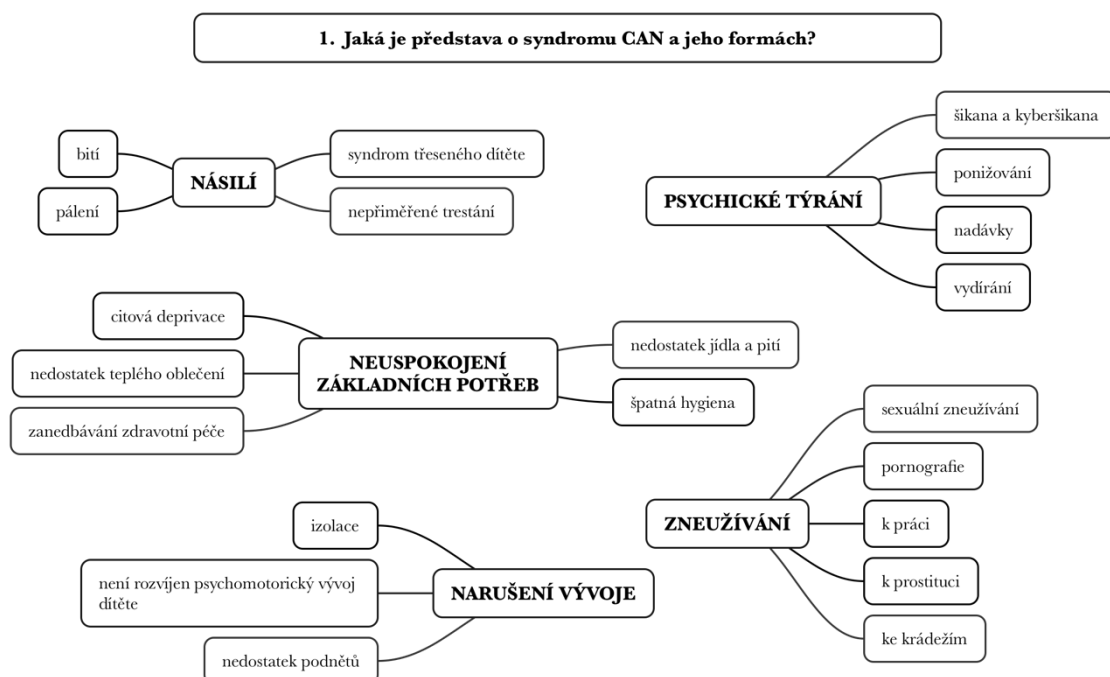 1. Jaká je představa o syndromu CAN a jeho formách?
bití
pálení
NÁSILÍ
syndrom třeseného dítěte
nepřiměřené trestání
PSYCHICKÉ TÝRÁNÍ
šikana a kyberšikana
ponižování
nadávky
vydírání
citová deprivace
nedostatek teplého oblečení
zanedbávání zdravotní péče
NEUSPOKOJENÍ
ZÁKLADNÍCH POTŘEB
nedostatek jídla a pití
špatná hygiena
ZNEUŽÍVÁNÍ
sexuální zneužívání
pornografie
k práci
k prostituci
ke krádežím
izolace
není rozvíjen psychomotorický vývoj
dítěte
nedostatek podnětů
NARUŠENÍ VÝVOJE